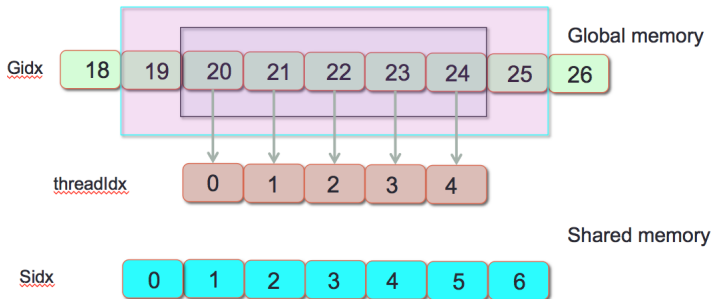 Global memory
Gidx 18 19 20 21 22 23 24 25 26
threadIdx 0 1 2 3 4
Shared memory
Sidx 0 1 2 3 4 5 6